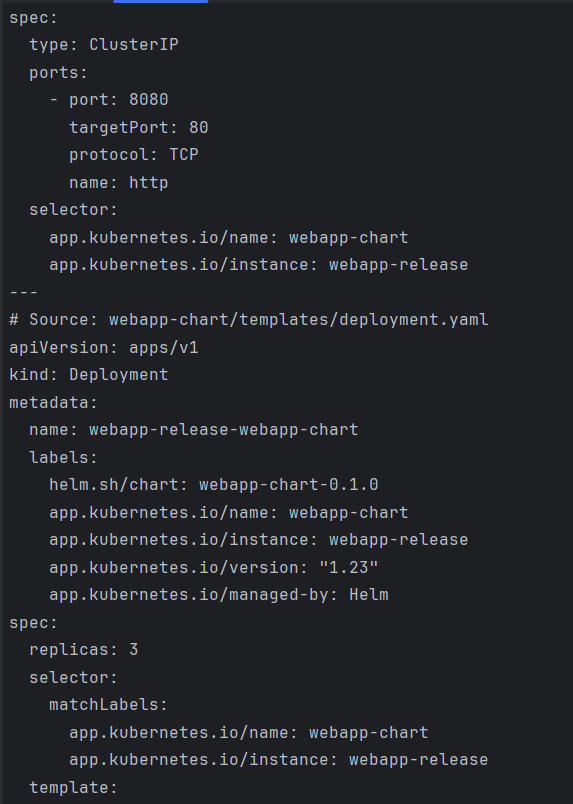 spec:
  type: ClusterIP
  ports:
    - port: 8080
      targetPort: 80
      protocol: TCP
      name: http
  selector:
    app.kubernetes.io/name: webapp-chart
    app.kubernetes.io/instance: webapp-release
---
# Source: webapp-chart/templates/deployment.yaml
apiVersion: apps/v1
kind: Deployment
metadata:
  name: webapp-release-webapp-chart
  labels:
    helm.sh/chart: webapp-chart-0.1.0
    app.kubernetes.io/name: webapp-chart
    app.kubernetes.io/instance: webapp-release
    app.kubernetes.io/version: "1.23"
    app.kubernetes.io/managed-by: Helm
spec:
  replicas: 3
  selector:
    matchLabels:
      app.kubernetes.io/name: webapp-chart
      app.kubernetes.io/instance: webapp-release
  template: